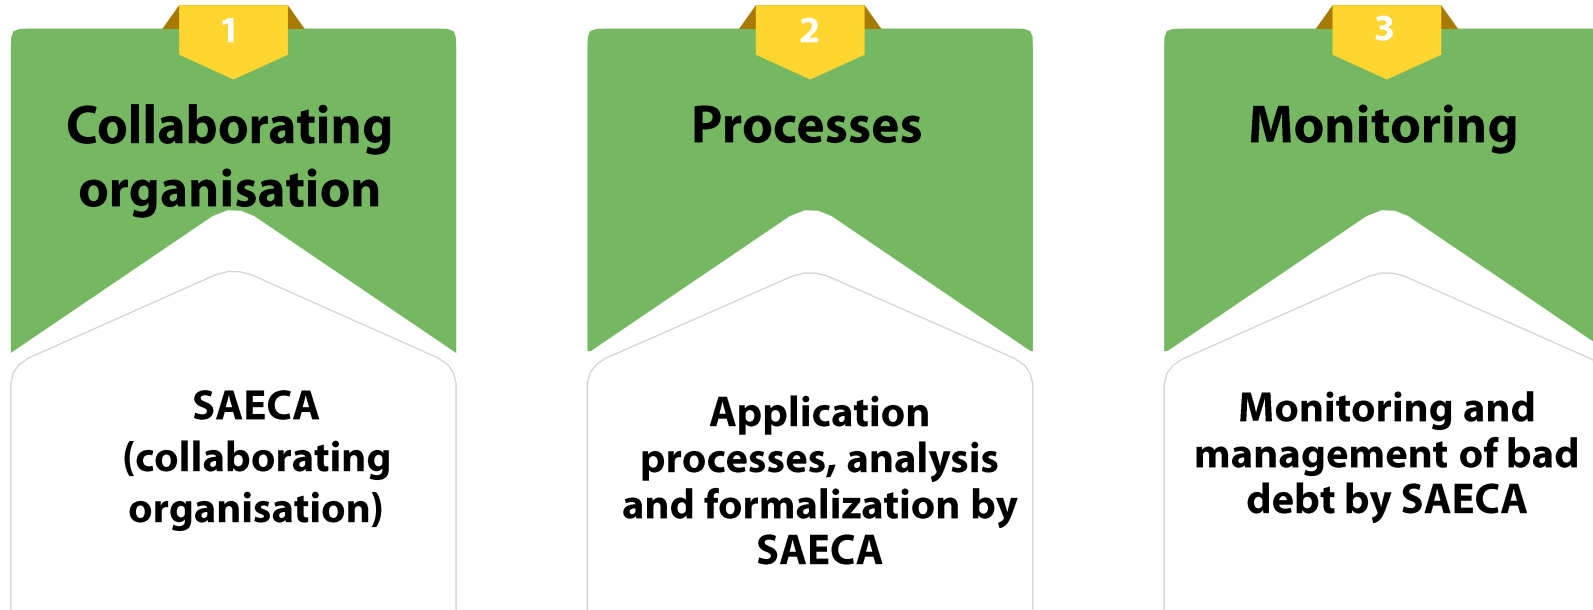 1
Collaborating
organisation
SAECA
(collaborating
organisation)
2
Processes
Application
processes, analysis
and formalization by
SAECA
3
Monitoring
Monitoring and
management of bad
debt by SAECA